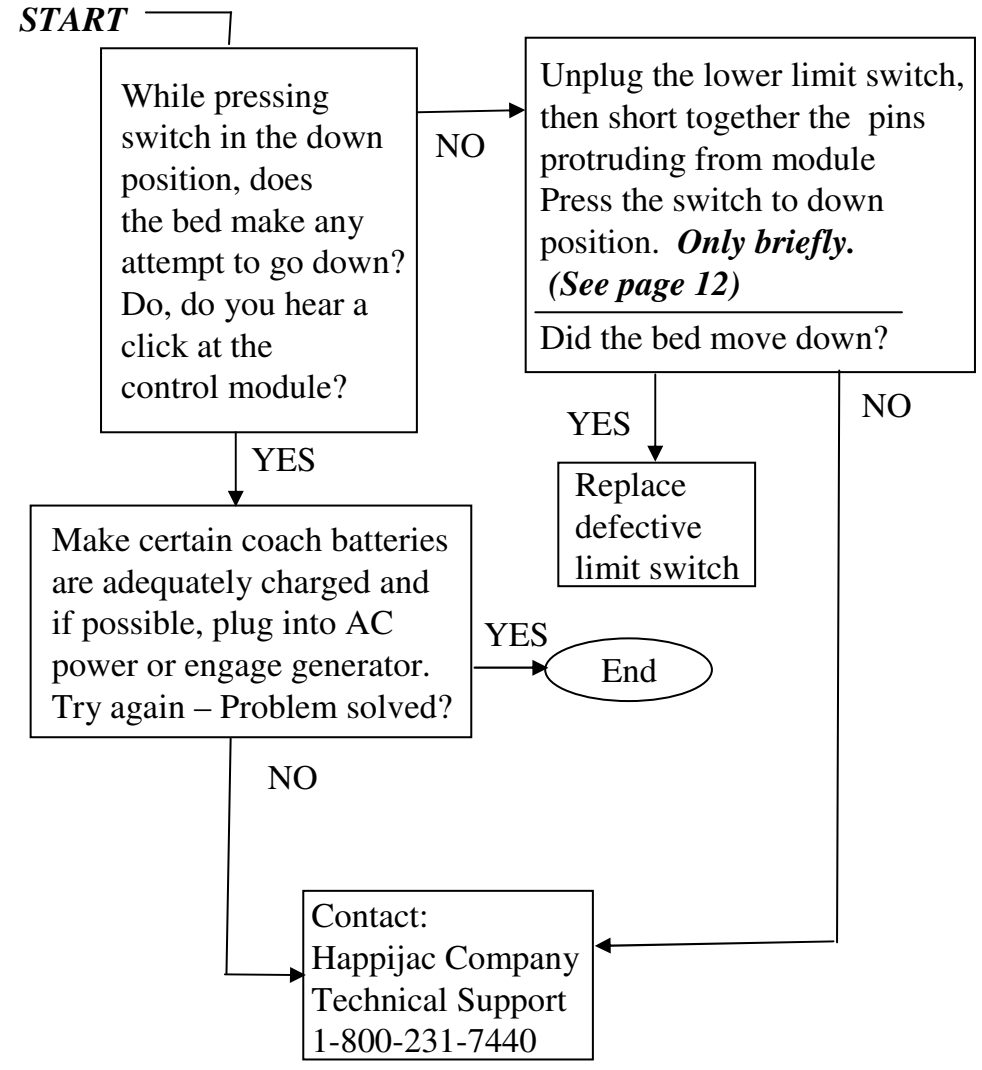 START
While pressing
switch in the down
position, does
the bed make any
attempt to go down?
Do, do you hear a
click at the
control module?
NO
Unplug the lower limit switch,
then short together the pins
protruding from module
Press the switch to down
position. Only briefly.
(See page 12)
Did the bed move down?
YES
NO
Replace
defective
limit switch
YES
Make certain coach batteries
are adequately charged and
if possible, plug into AC
power or engage generator.
Try again – Problem solved?
YES
End
NO
Contact:
Happijac Company
Technical Support
1-800-231-7440